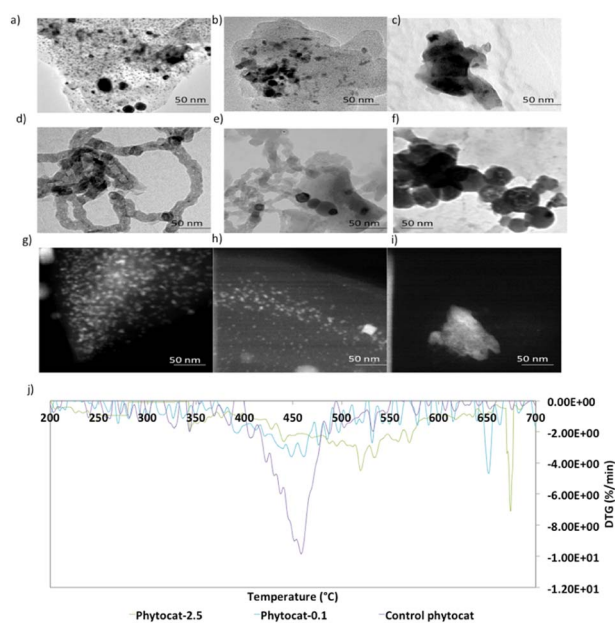 a) b) c)
50 nm 50 nm 50 nm
d) e) f)
50 nm 50 nm 50 nm
g) h) i)
50 nm 50 nm 50 nm
j)
200 250 300 350 400 450 500 550 600 650 700
0.00E+00
-2.00E+00
-4.00E+00
-6.00E+00
-8.00E+00
-1.00E+01
-1.20E+01
DTG (%/min)
Temperature (°C)
Phytocat-2.5 Phytocat-0.1 Control phytocat